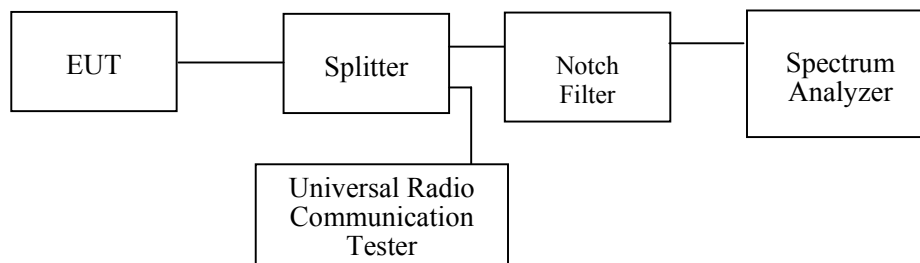 EUT
Splitter
Notch
Filter
Spectrum
Analyzer
Universal Radio
Communication
Tester